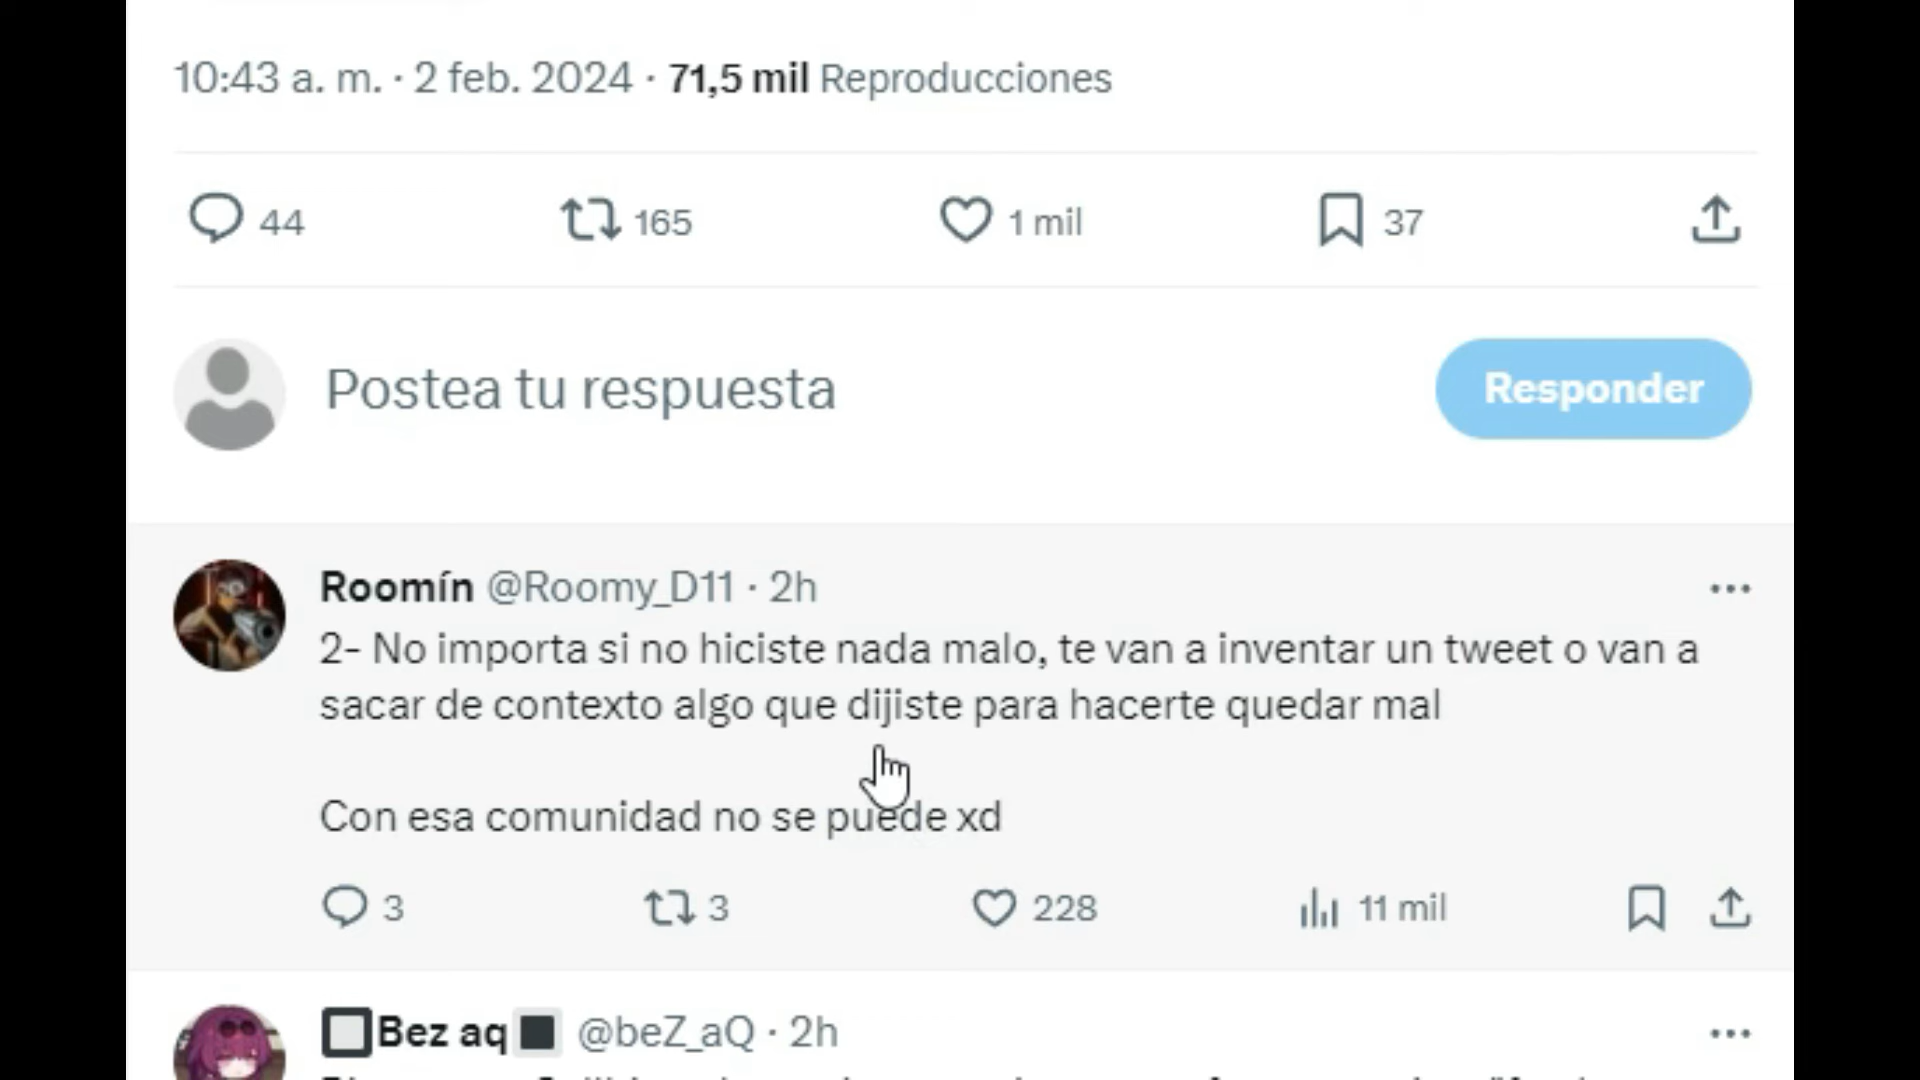 10:43 a. m. · 2 feb. 2024 · 71,5 mil Reproducciones
44 165 1 mil 37
Postea tu respuesta
Responder
Roomín @Roomy_D11 · 2h
2- No importa si no hiciste nada malo, te van a inventar un tweet o van a
sacar de contexto algo que dijiste para hacerte quedar mal
Con esa comunidad no se puede xd
3 3 228 11 mil
Bez aq @beZ_aQ · 2h